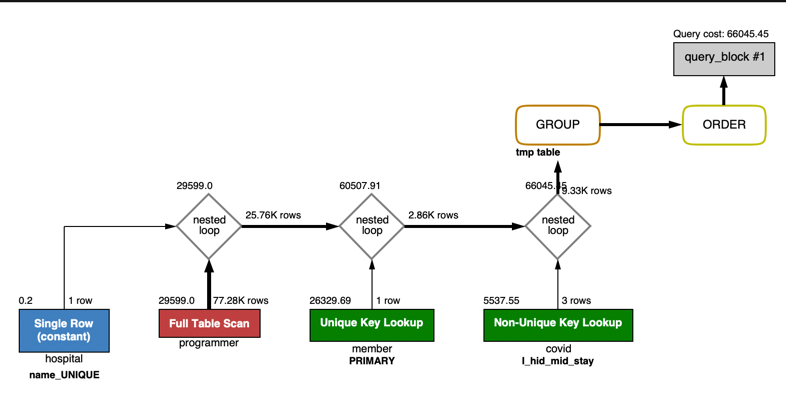 Query cost: 66045.45
query_block #1
GROUP
ORDER
tmp table
29599.0
60507.91
66045.45
9.33K rows
nested
loop
25.76K rows
nested
loop
2.86K rows
nested
loop
0.2
1 row
29599.0
77.28K rows
26329.69
1 row
5537.55
3 rows
Single Row
(constant)
Full Table Scan
Unique Key Lookup
Non-Unique Key Lookup
hospital
programmer
member
covid
name_UNIQUE
PRIMARY
I_hid_mid_stay